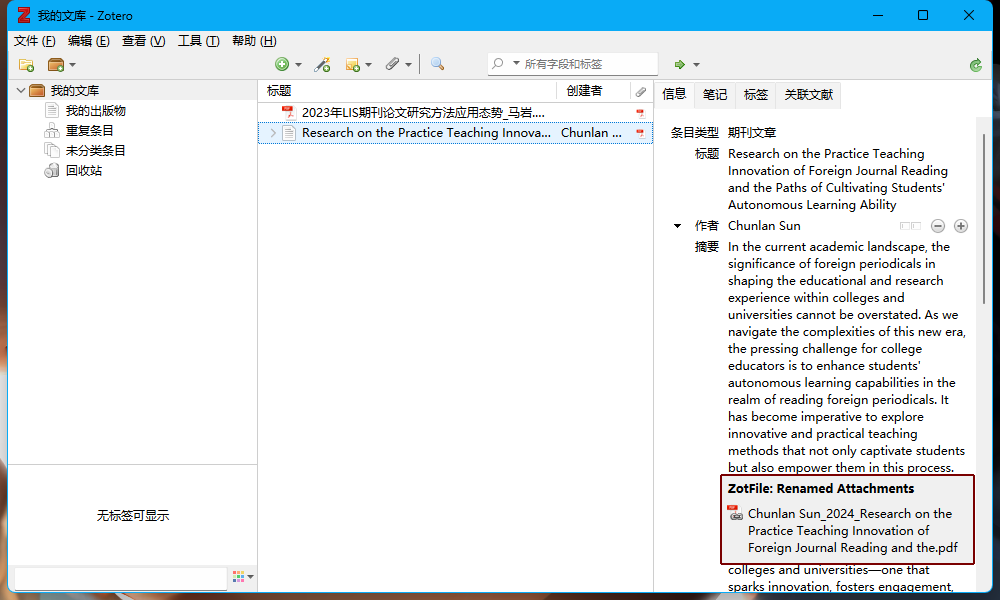 我的文库 - Zotero
文件 (F) 编辑 (E) 查看 (V) 工具 (T) 帮助 (H)
所有字段和标签
我的文库
我的出版物
重复条目
未分类条目
回收站
无标签可显示
标题 创建者
2023年LIS期刊论文研究方法应用态势_马岩....
Research on the Practice Teaching Innova... Chunlan ...
信息 笔记 标签 关联文献
条目类型 期刊文章
标题 Research on the Practice Teaching
Innovation of Foreign Journal Reading
and the Paths of Cultivating Students'
Autonomous Learning Ability
作者 Chunlan Sun
摘要 In the current academic landscape, the
significance of foreign periodicals in
shaping the educational and research
experience within colleges and
universities cannot be overstated. As we
navigate the complexities of this new era,
the pressing challenge for college
educators is to enhance students'
autonomous learning capabilities in the
realm of reading foreign periodicals. It
has become imperative to explore
innovative and practical teaching
methods that not only captivate students
but also empower them in this process.
ZotFile: Renamed Attachments
Chunlan Sun_2024_Research on the
Practice Teaching Innovation of
Foreign Journal Reading and the.pdf
colleges and universities—one that
sparks innovation, fosters engagement,